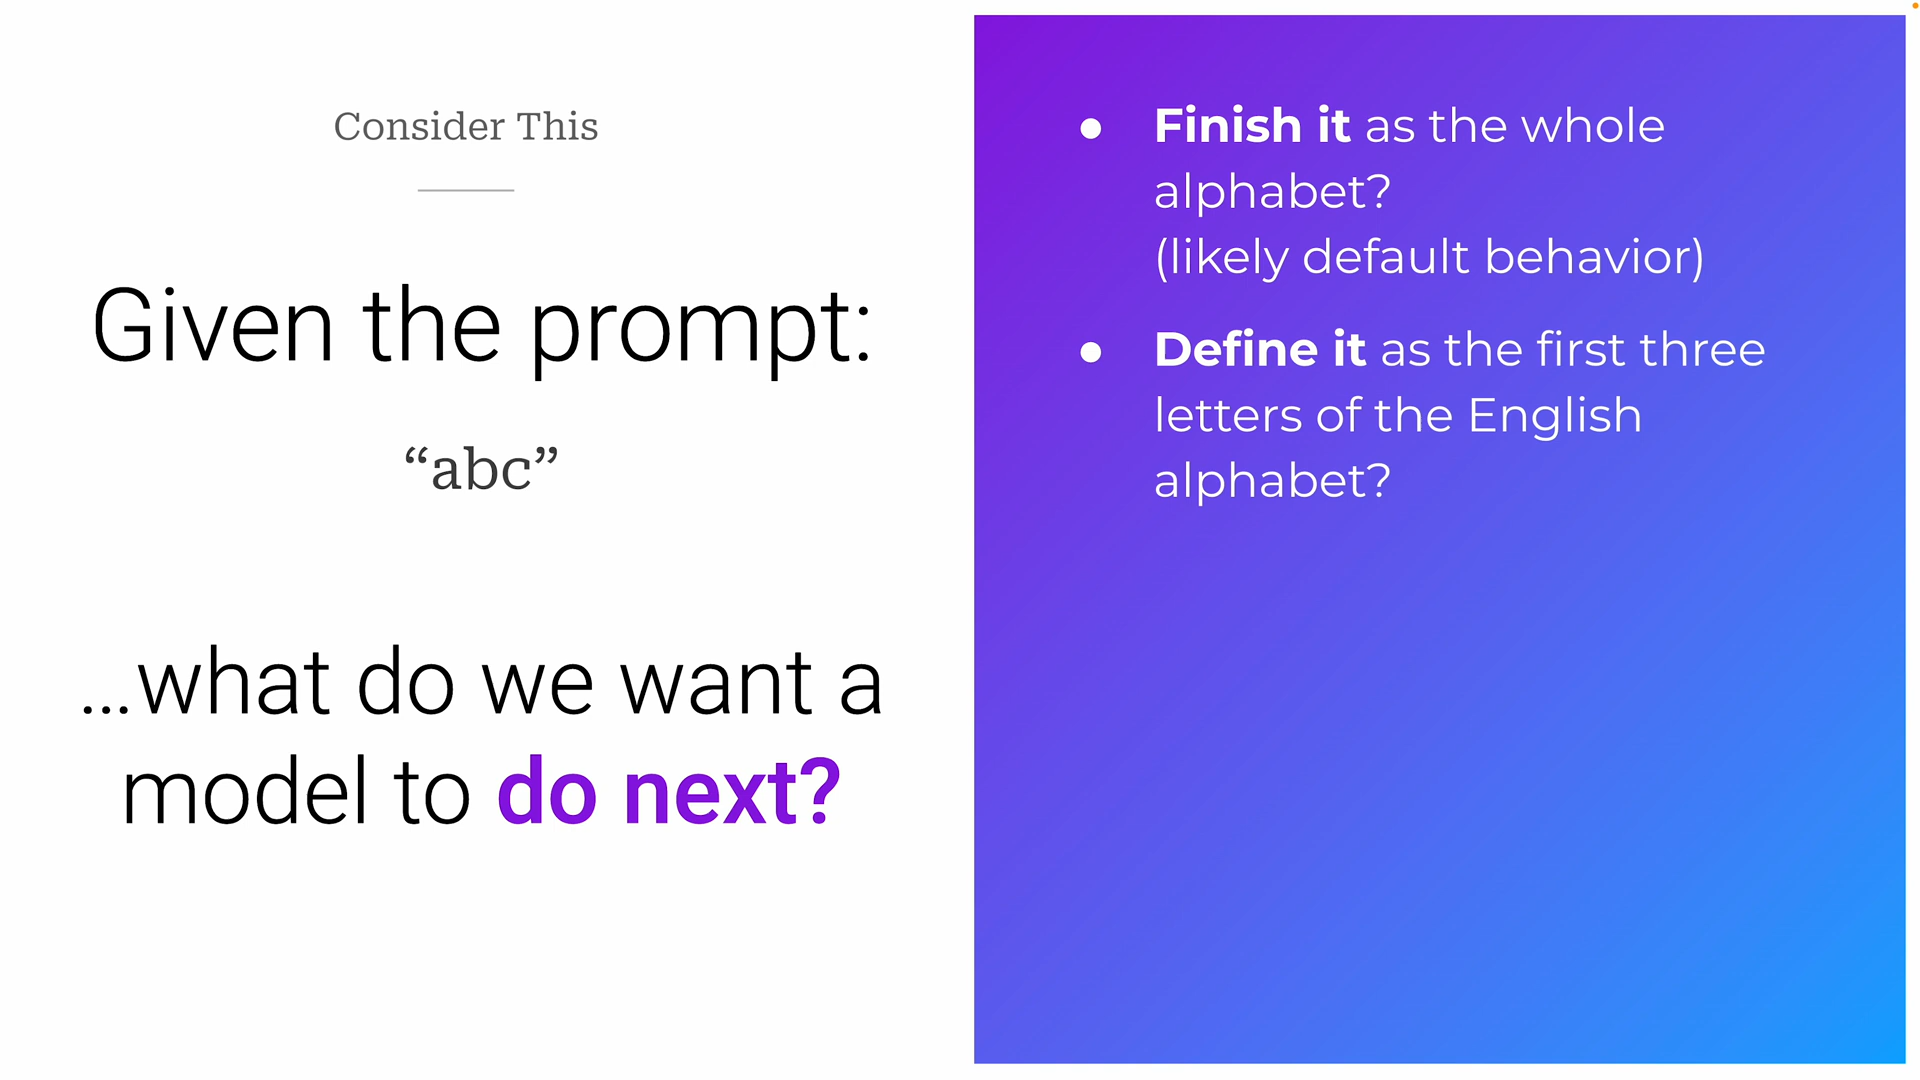 Consider This
Given the prompt:
“abc”
...what do we want a
model to do next?
● Finish it as the whole
alphabet?
(likely default behavior)
● Define it as the first three
letters of the English
alphabet?